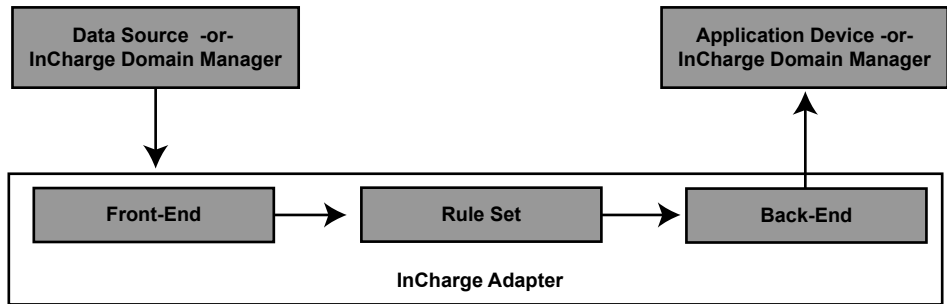 Data Source -or-
InCharge Domain Manager
Application Device -or-
InCharge Domain Manager
Front-End
Rule Set
Back-End
InCharge Adapter